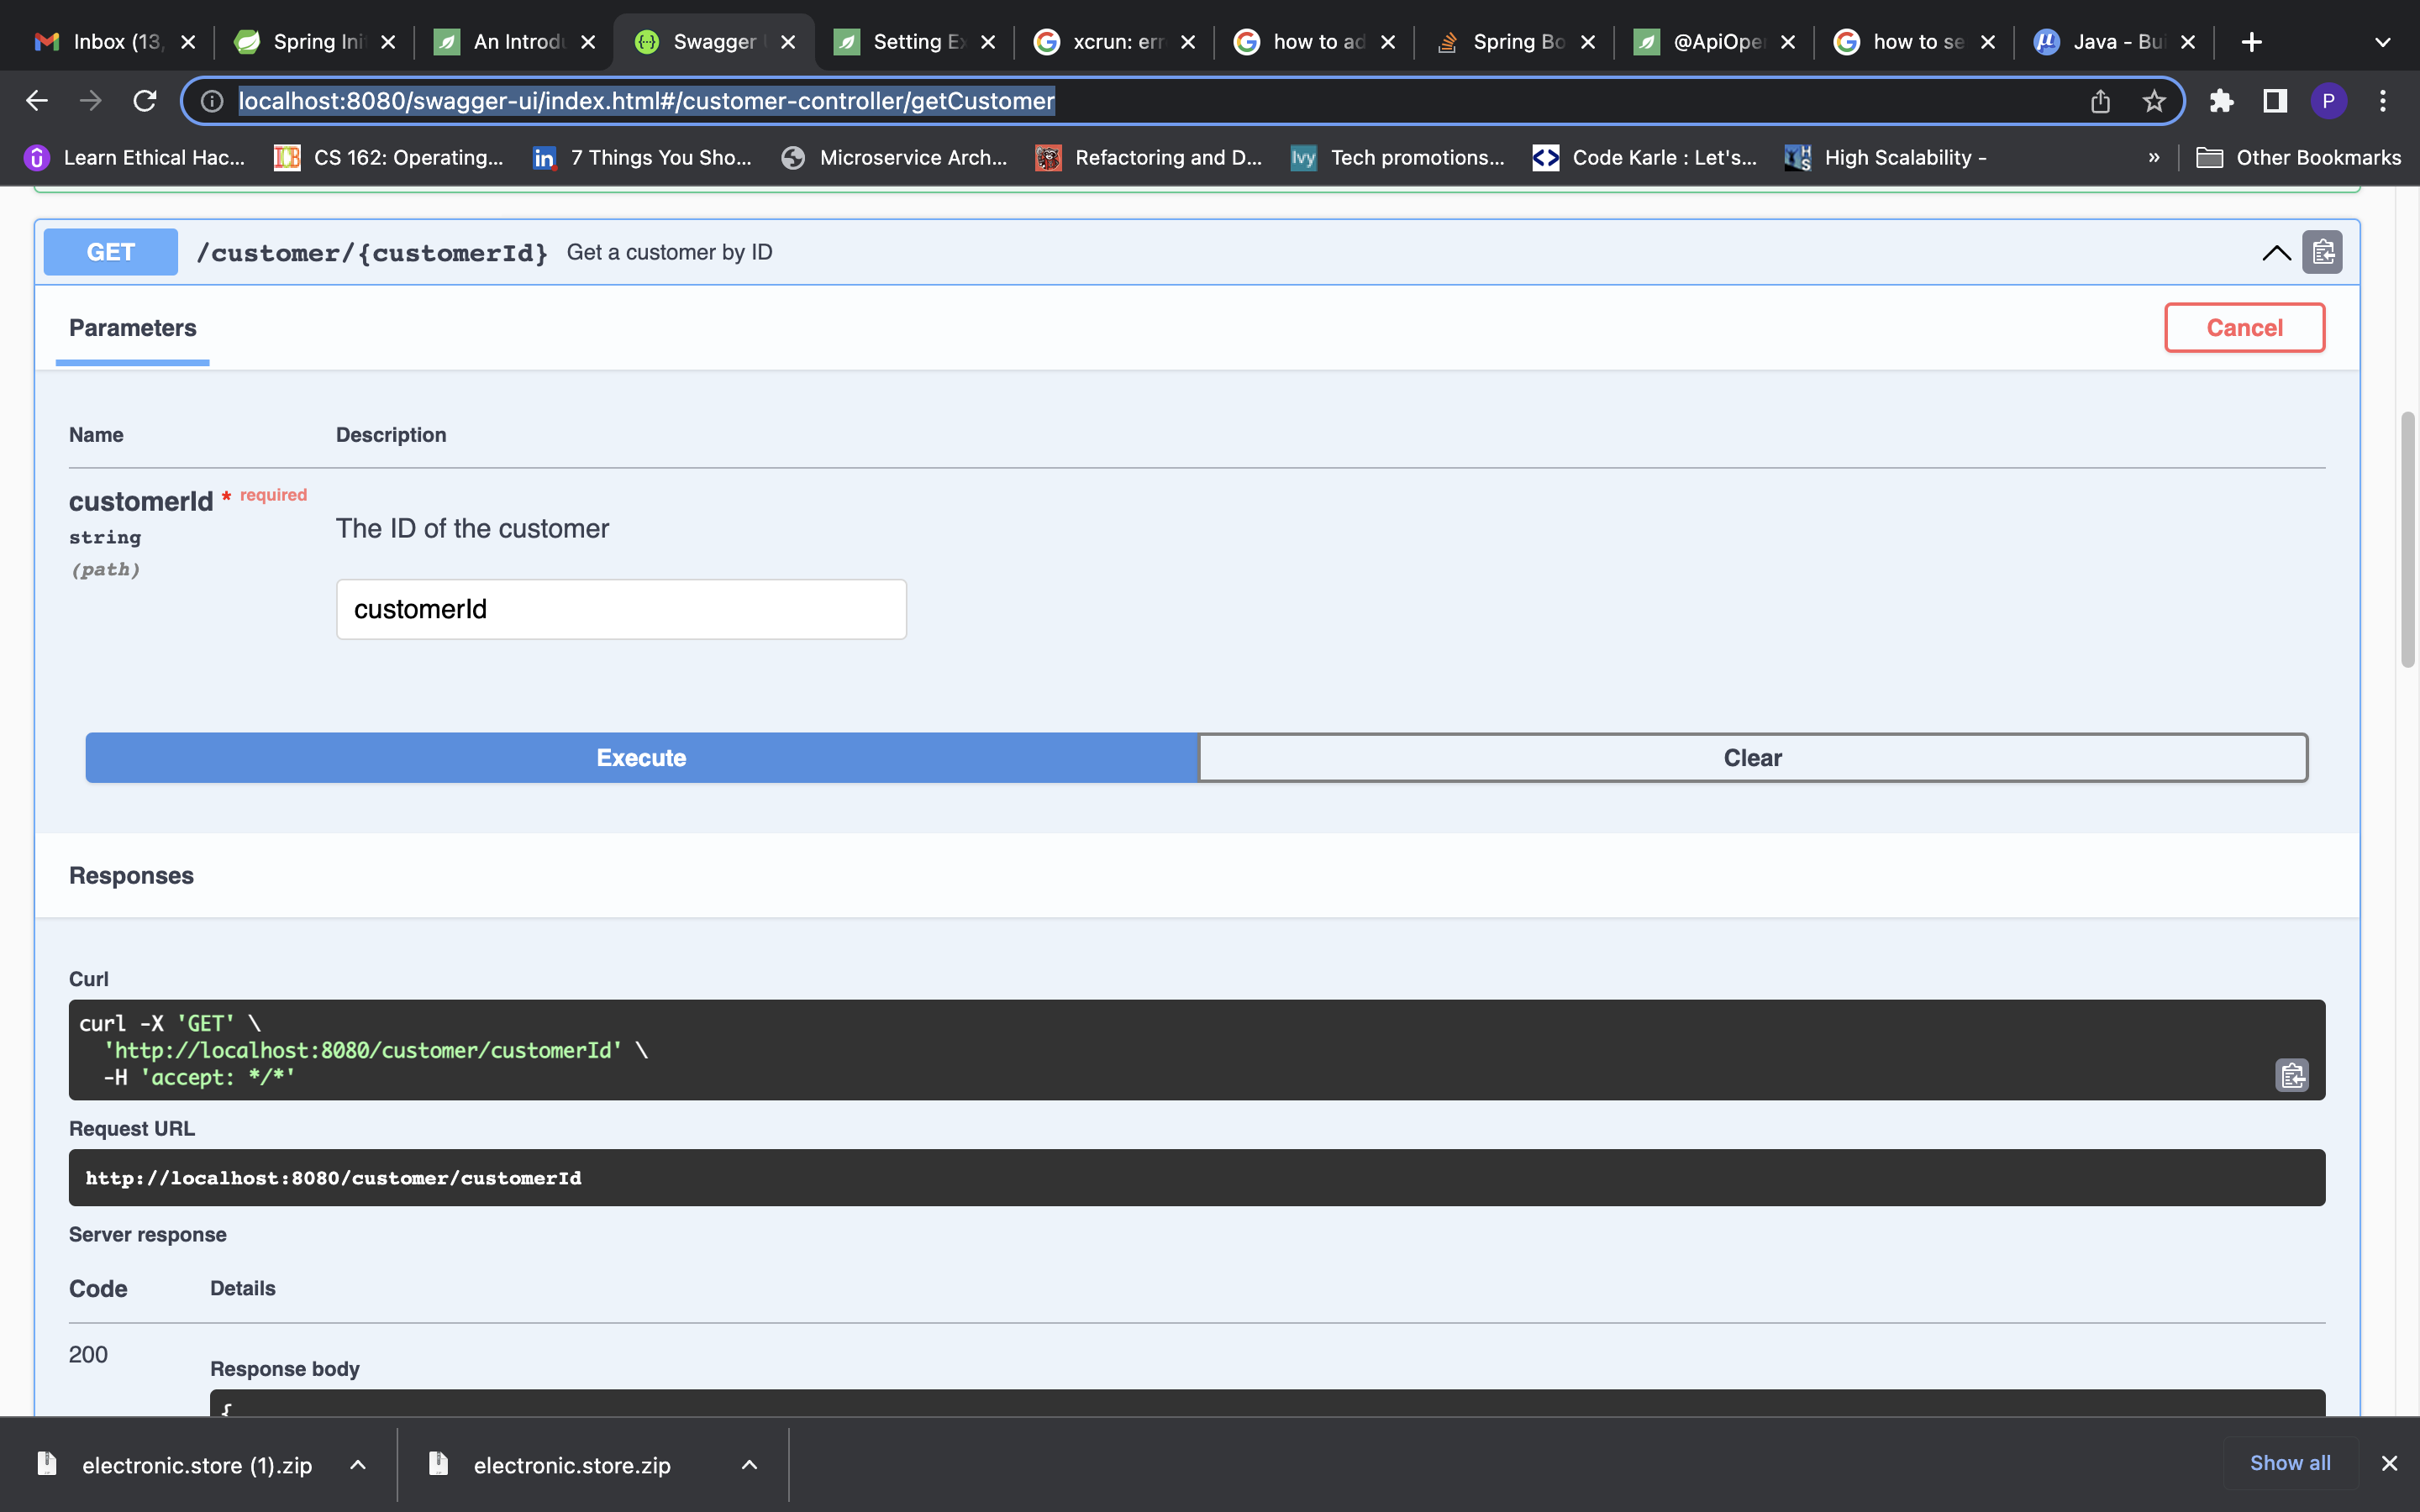 Inbox (13, Spring Ini An Introdu Swagger Setting Ex xcrun: err how to ad Spring Bo @ApiOper how to se Java - Bui
localhost:8080/swagger-ui/index.html#/customer-controller/getCustomer P
Learn Ethical Hac... CS 162: Operating... 7 Things You Sho... Microservice Arch... Refactoring and D... Ivy Tech promotions... Code Karle : Let's... High Scalability - » Other Bookmarks
GET /customer/{customerId} Get a customer by ID
Parameters Cancel
Name Description
customerId * required
The ID of the customer
string
(path)
customerId
Execute Clear
Responses
Curl
curl -X 'GET' \
'http://localhost:8080/customer/customerId' \
-H 'accept: */*'
Request URL
http://localhost:8080/customer/customerId
Server response
Code Details
200
Response body
{
electronic.store (1).zip electronic.store.zip Show all